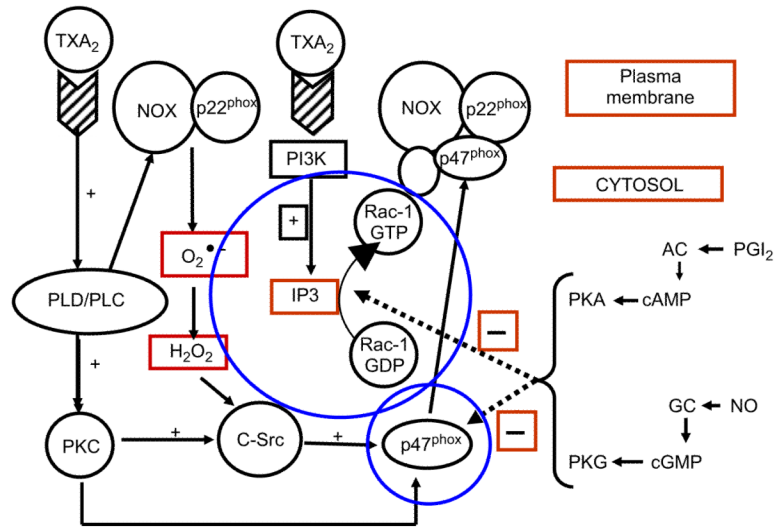 TXA₂
TXA₂
NOX
p22ᵖʰᵒˣ
NOX
p22ᵖʰᵒˣ
Plasma
membrane
PI3K
p47ᵖʰᵒˣ
CYTOSOL
+
+
Rac-1
GTP
O₂•-
AC
PGI₂
PLD/PLC
IP3
PKA
cAMP
−
H₂O₂
Rac-1
GDP
+
GC
NO
PKC
+
C-Src
+
p47ᵖʰᵒˣ
−
PKG
cGMP